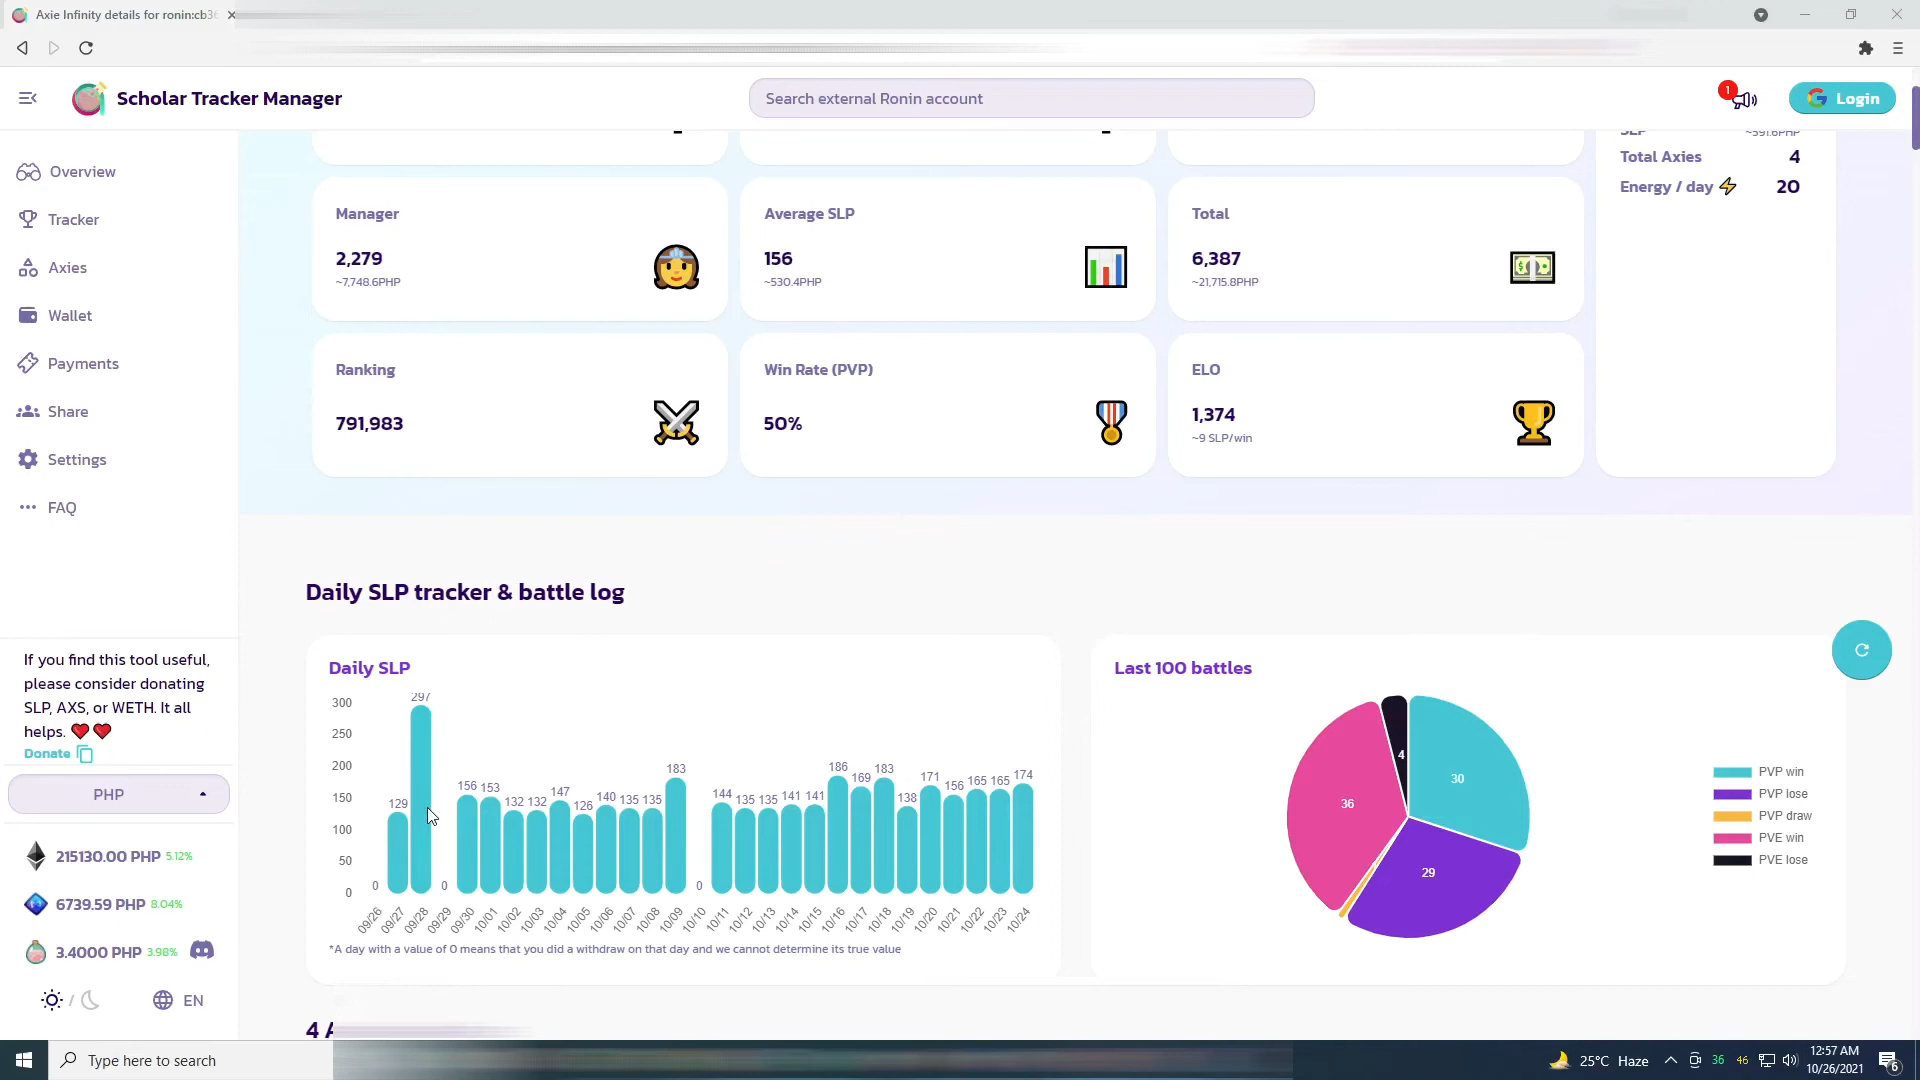 Axie Infinity details for ronin:cb3
Scholar Tracker Manager
Search external Ronin account
1
Login
Overview
Tracker
Axies
Wallet
Payments
Share
Settings
FAQ
SLP
~591.6PHP
Total Axies 4
Energy / day 20
Manager
2,279
~7,748.6PHP
Average SLP
156
~530.4PHP
Total
6,387
~21,715.8PHP
Ranking
791,983
Win Rate (PVP)
50%
ELO
1,374
~9 SLP/win
Daily SLP tracker & battle log
Daily SLP
300
250
200
150
100
50
0
0 129 297 0 156 153 132 132 147 126 140 135 135 183 0 144 135 135 141 141 186 169 183 138 171 156 165 165 174
09/26 09/27 09/28 09/29 09/30 10/01 10/02 10/03 10/04 10/05 10/06 10/07 10/08 10/09 10/10 10/11 10/12 10/13 10/14 10/15 10/16 10/17 10/18 10/19 10/20 10/21 10/22 10/23 10/24
*A day with a value of 0 means that you did a withdraw on that day and we cannot determine its true value
Last 100 battles
4
30
36
29
PVP win
PVP lose
PVP draw
PVE win
PVE lose
If you find this tool useful,
please consider donating
SLP, AXS, or WETH. It all
helps.
Donate
PHP
215130.00 PHP 5.12%
6739.59 PHP 8.04%
3.4000 PHP 3.98%
/
EN
4 A
Type here to search
25°C Haze
36 46
12:57 AM
10/26/2021
6